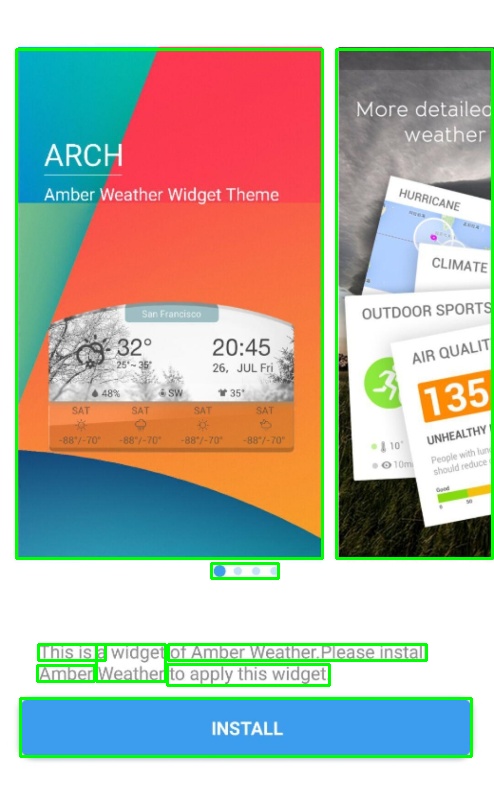 ARCH
Amber Weather Widget Theme
San Francisco
32°
25°~ 35°
20:45
26, JUL Fri
48%
SW
35°
SAT SAT SAT SAT
-88°/-70° -88°/-70° -88°/-70° -88°/-70°
More detailed
weather
HURRICANE
CLIMATE
OUTDOOR SPORTS
10°
10m
AIR QUALIT
135
UNHEALTHY
People with lun
should reduce
Good
0 50
This is a widget of Amber Weather.Please install
Amber Weather to apply this widget
INSTALL